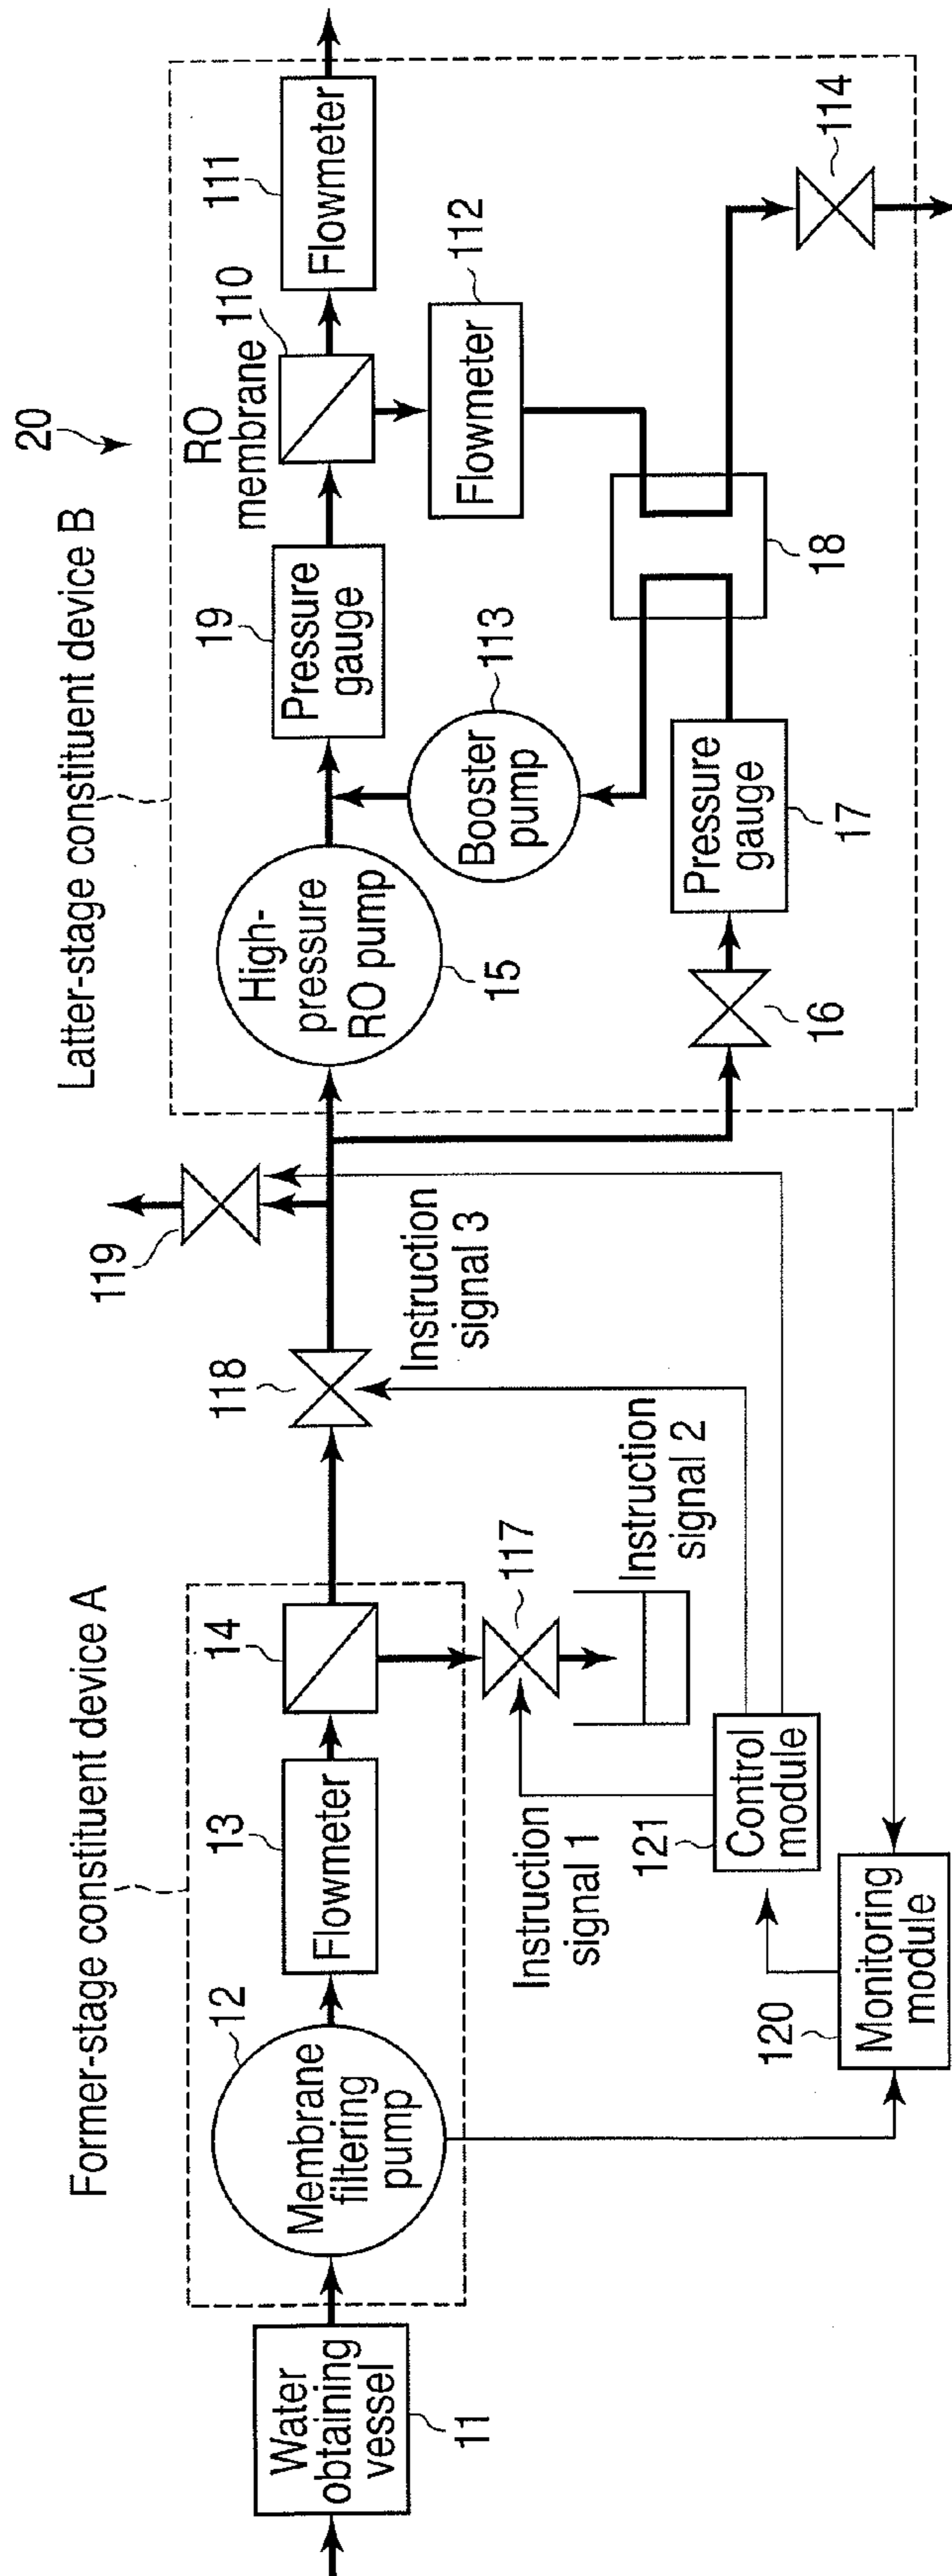 20
Former-stage constituent device A
Latter-stage constituent device B
Water
obtaining
vessel
11
Membrane
filtering
pump
12
Flowmeter
13
14
117
118
119
High-
pressure
RO pump
15
16
Pressure
gauge
17
18
Pressure
gauge
19
RO
membrane
110
Flowmeter
111
Flowmeter
112
Booster
pump
113
114
Instruction
signal 1
Instruction
signal 2
Instruction
signal 3
Control
module
121
Monitoring
module
120